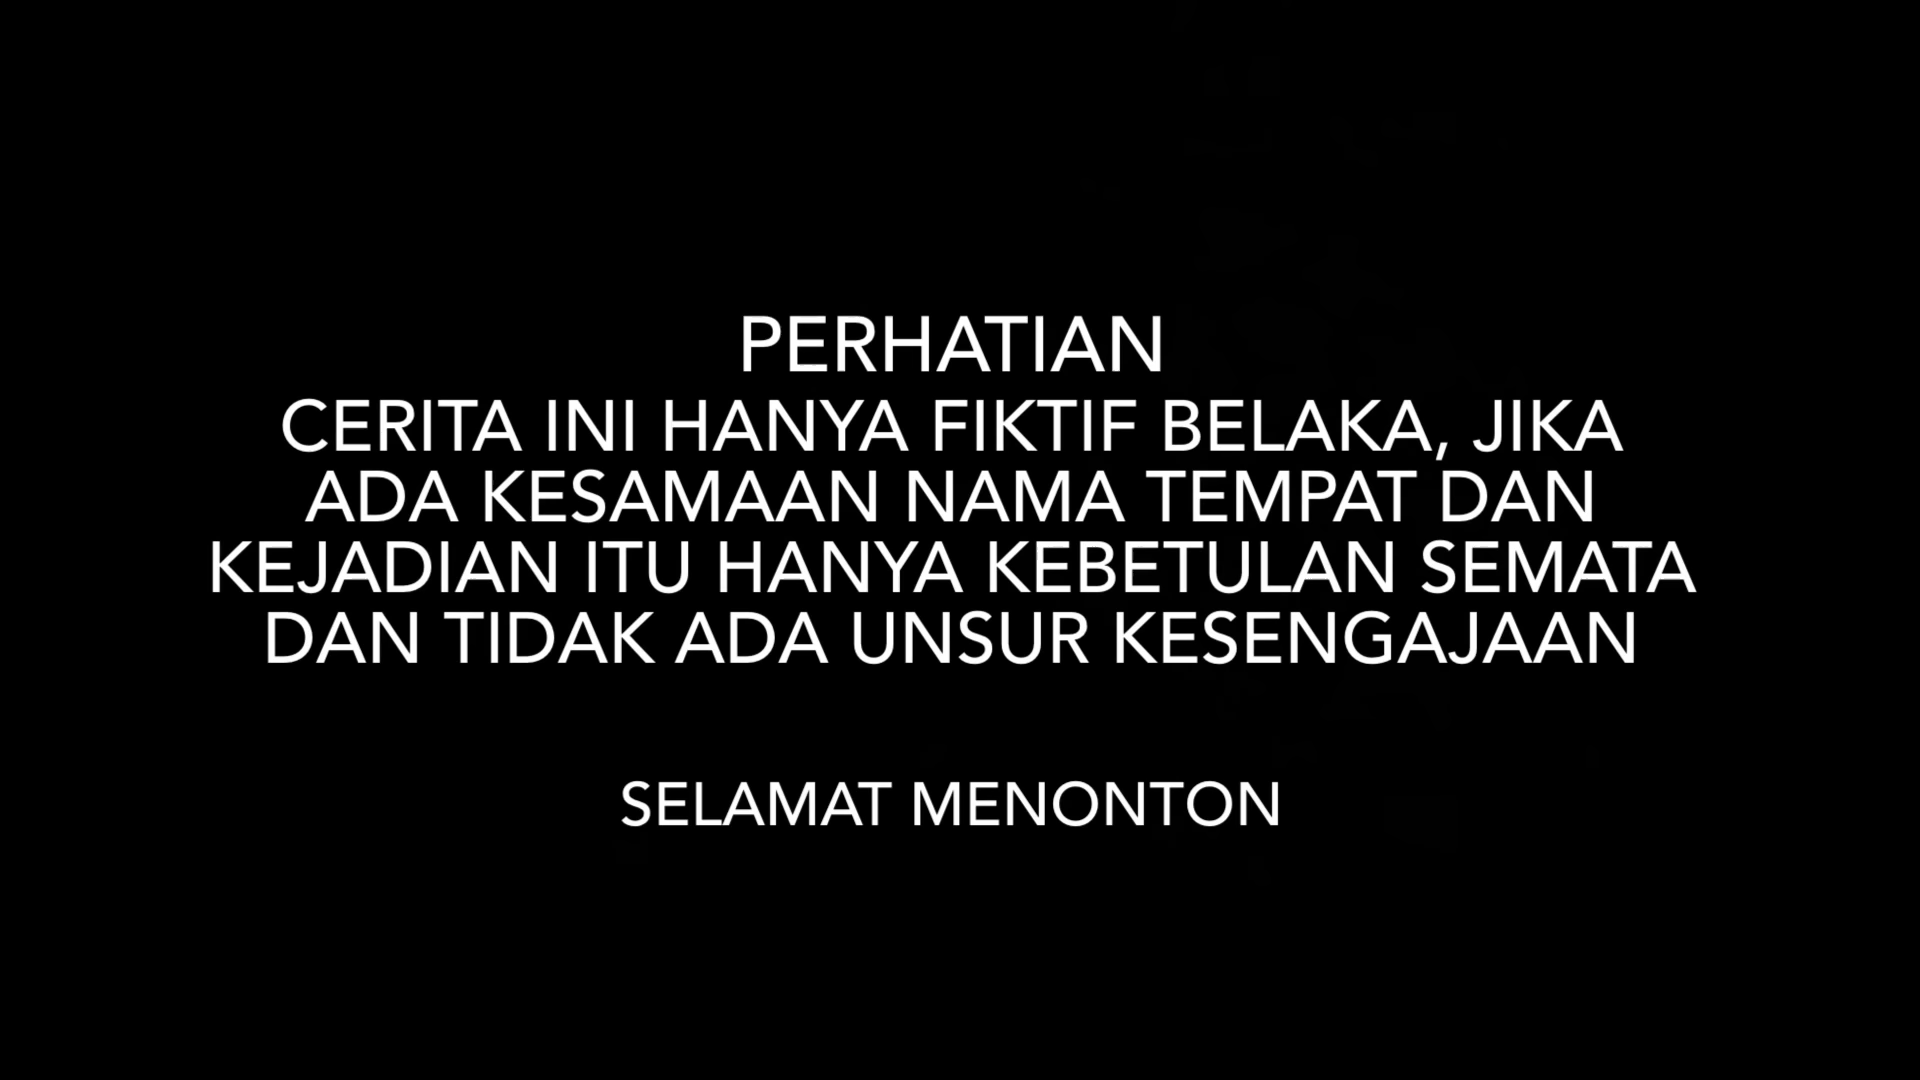 PERHATIAN
CERITA INI HANYA FIKTIF BELAKA, JIKA
ADA KESAMAAN NAMA TEMPAT DAN
KEJADIAN ITU HANYA KEBETULAN SEMATA
DAN TIDAK ADA UNSUR KESENGAJAAN
SELAMAT MENONTON